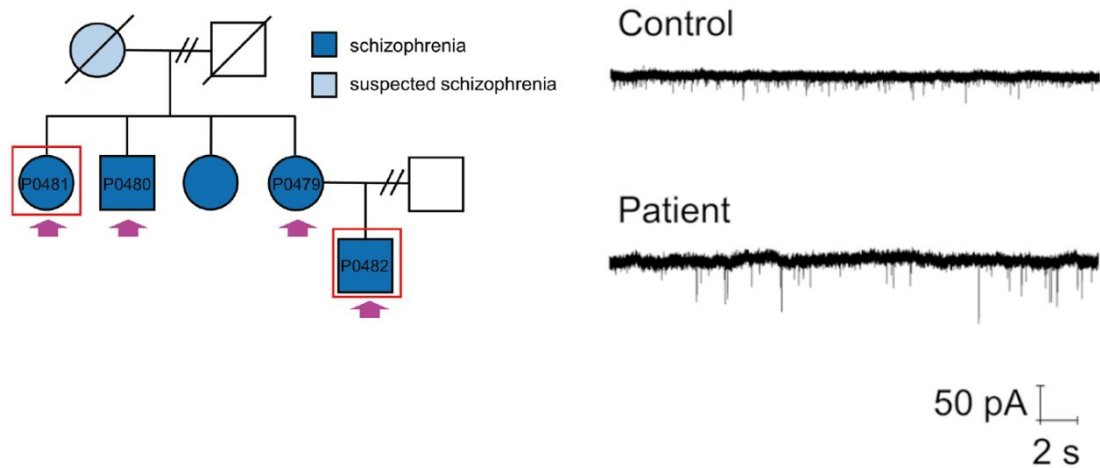 schizophrenia
suspected schizophrenia
P0481
P0480
P0479
P0482
Control
Patient
50 pA
2 s